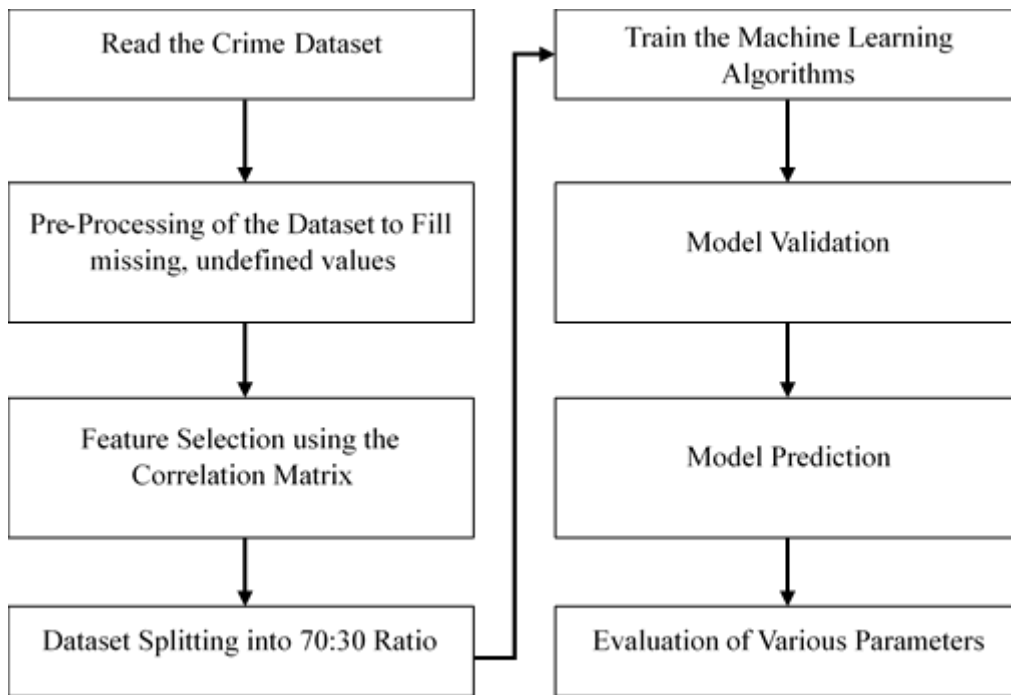 Read the Crime Dataset
Pre-Processing of the Dataset to Fill
missing, undefined values
Feature Selection using the
Correlation Matrix
Dataset Splitting into 70:30 Ratio
Train the Machine Learning
Algorithms
Model Validation
Model Prediction
Evaluation of Various Parameters